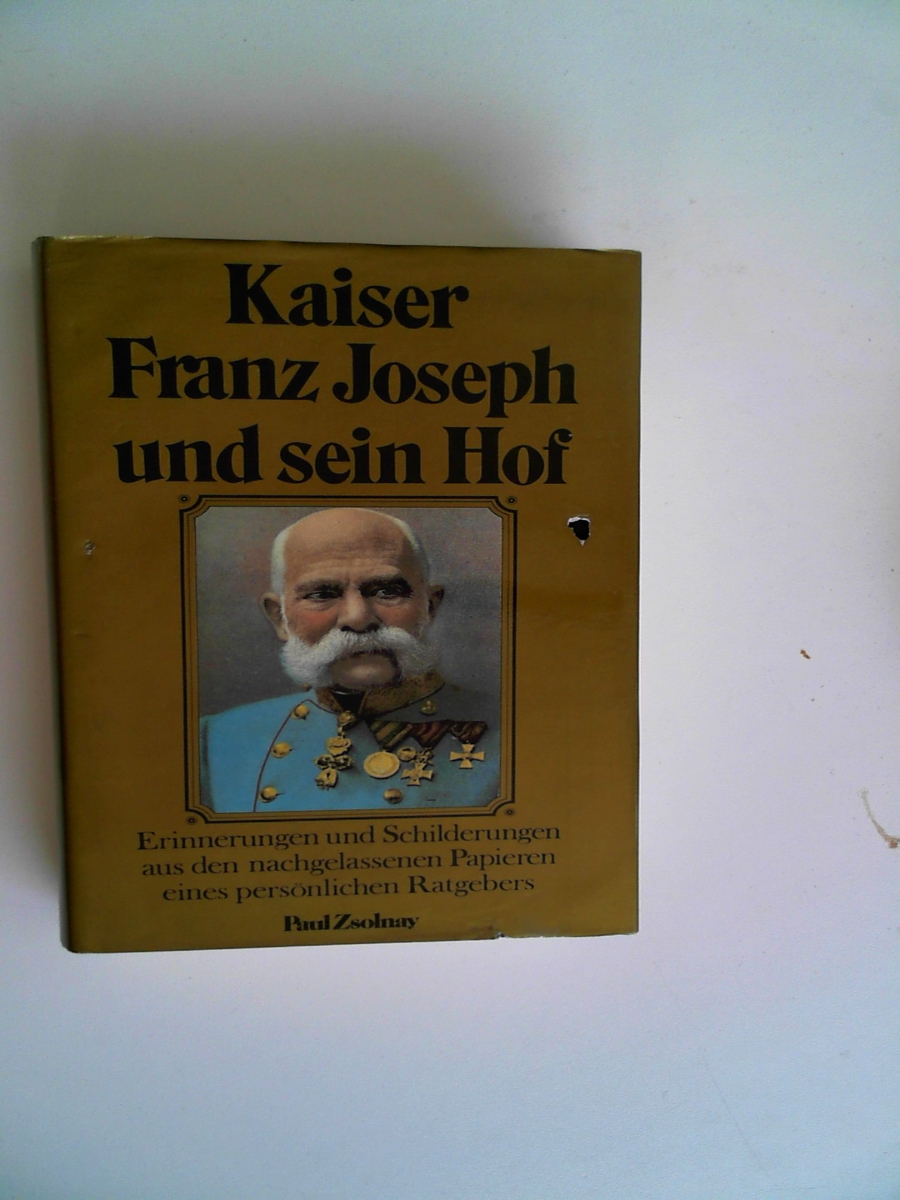 Kaiser
Franz Joseph
und sein Hof
Erinnerungen und Schilderungen
aus den nachgelassenen Papieren
eines persönlichen Ratgebers
Paul Zsolnay